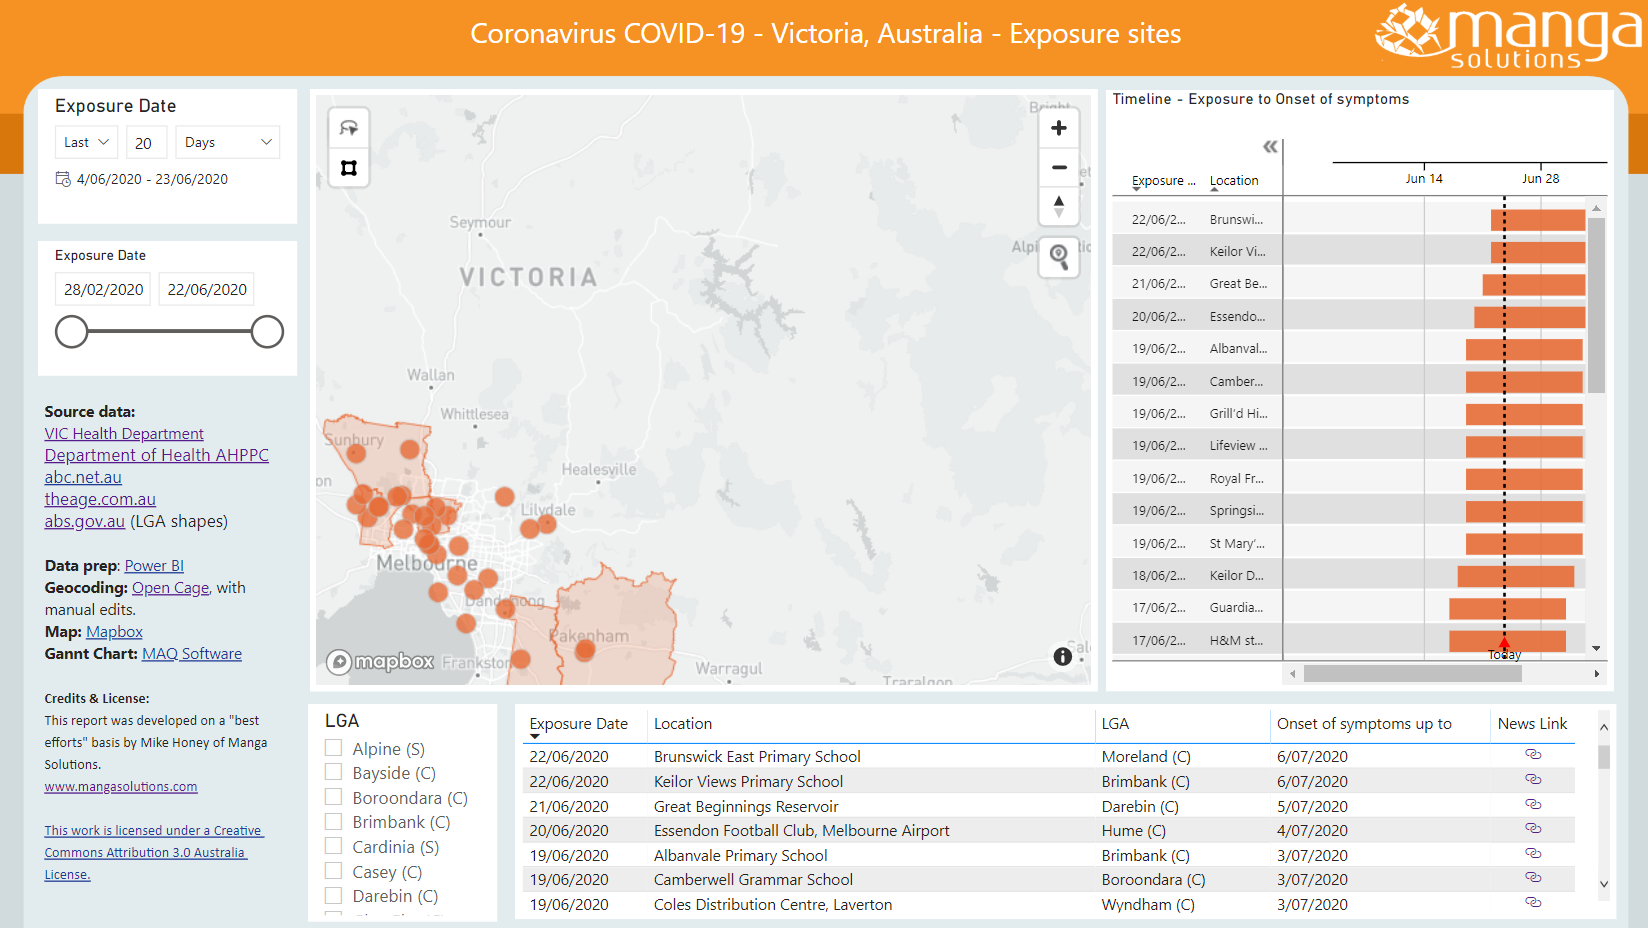 Coronavirus COVID-19 - Victoria, Australia - Exposure sites
manga
solutions
Exposure Date
Last
20
Days
4/06/2020 - 23/06/2020
Exposure Date
28/02/2020
22/06/2020
Source data:
VIC Health Department
Department of Health AHPPC
abc.net.au
theage.com.au
abs.gov.au (LGA shapes)
Data prep: Power BI
Geocoding: Open Cage, with
manual edits.
Map: Mapbox
Gannt Chart: MAQ Software
Credits & License:
This report was developed on a "best
efforts" basis by Mike Honey of Manga
Solutions.
www.mangasolutions.com
This work is licensed under a Creative
Commons Attribution 3.0 Australia
License.
Bright
Seymour
VICTORIA
Wallan
Whittlesea
Sunbury
Healesville
Lilydale
Melbourne
Dandenong
Pakenham
Frankston
Warragul
Traralgon
mapbox
Timeline - Exposure to Onset of symptoms
Exposure ... Location
Jun 14 Jun 28
22/06/2... Brunswi...
22/06/2... Keilor Vi...
21/06/2... Great Be...
20/06/2... Essendo...
19/06/2... Albanval...
19/06/2... Camber...
19/06/2... Grill'd Hi...
19/06/2... Lifeview ...
19/06/2... Royal Fr...
19/06/2... Springsi...
19/06/2... St Mary'...
18/06/2... Keilor D...
17/06/2... Guardia...
17/06/2... H&M st...
Today
LGA
Alpine (S)
Bayside (C)
Boroondara (C)
Brimbank (C)
Cardinia (S)
Casey (C)
Darebin (C)
Exposure Date Location LGA Onset of symptoms up to News Link
22/06/2020 Brunswick East Primary School Moreland (C) 6/07/2020
22/06/2020 Keilor Views Primary School Brimbank (C) 6/07/2020
21/06/2020 Great Beginnings Reservoir Darebin (C) 5/07/2020
20/06/2020 Essendon Football Club, Melbourne Airport Hume (C) 4/07/2020
19/06/2020 Albanvale Primary School Brimbank (C) 3/07/2020
19/06/2020 Camberwell Grammar School Boroondara (C) 3/07/2020
19/06/2020 Coles Distribution Centre, Laverton Wyndham (C) 3/07/2020